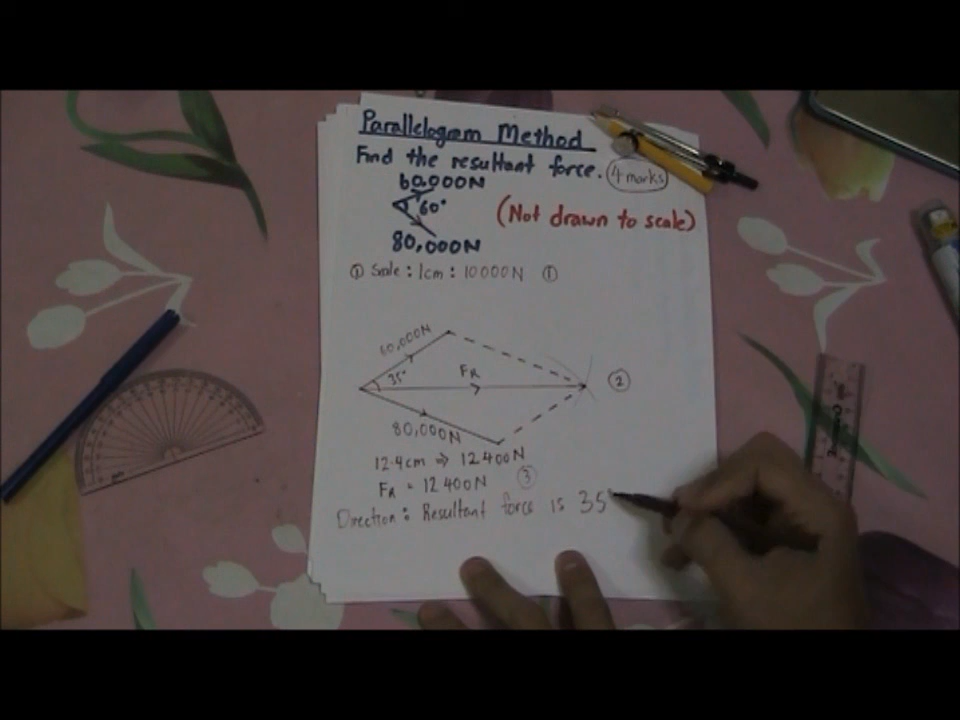 Parallelogram Method
Find the resultant force. 4 marks
60,000N
60°
(Not drawn to scale)
80,000N
① Scale : 1cm : 10000N ①
60,000N
35°
FR
②
80,000N
12.4cm ⇒ 12400N
FR = 12400N ③
Direction : Resultant force is 35°